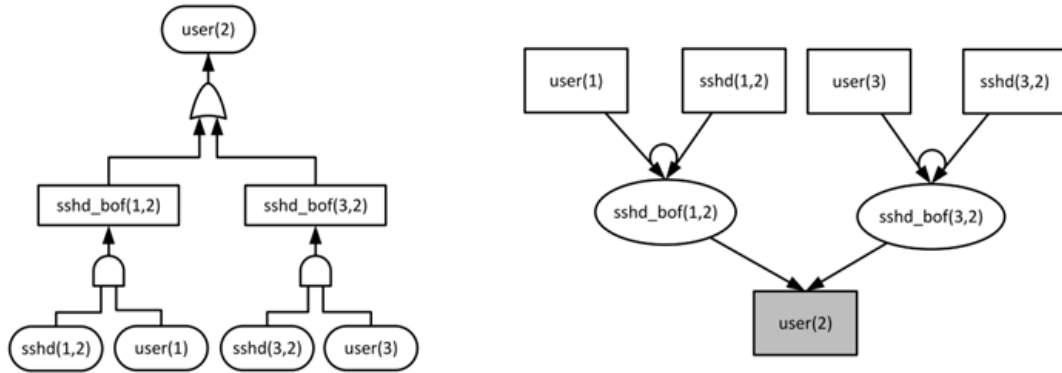 user(2)
sshd_bof(1,2)
sshd_bof(3,2)
sshd(1,2)
user(1)
sshd(3,2)
user(3)
user(1)
sshd(1,2)
user(3)
sshd(3,2)
sshd_bof(1,2)
sshd_bof(3,2)
user(2)